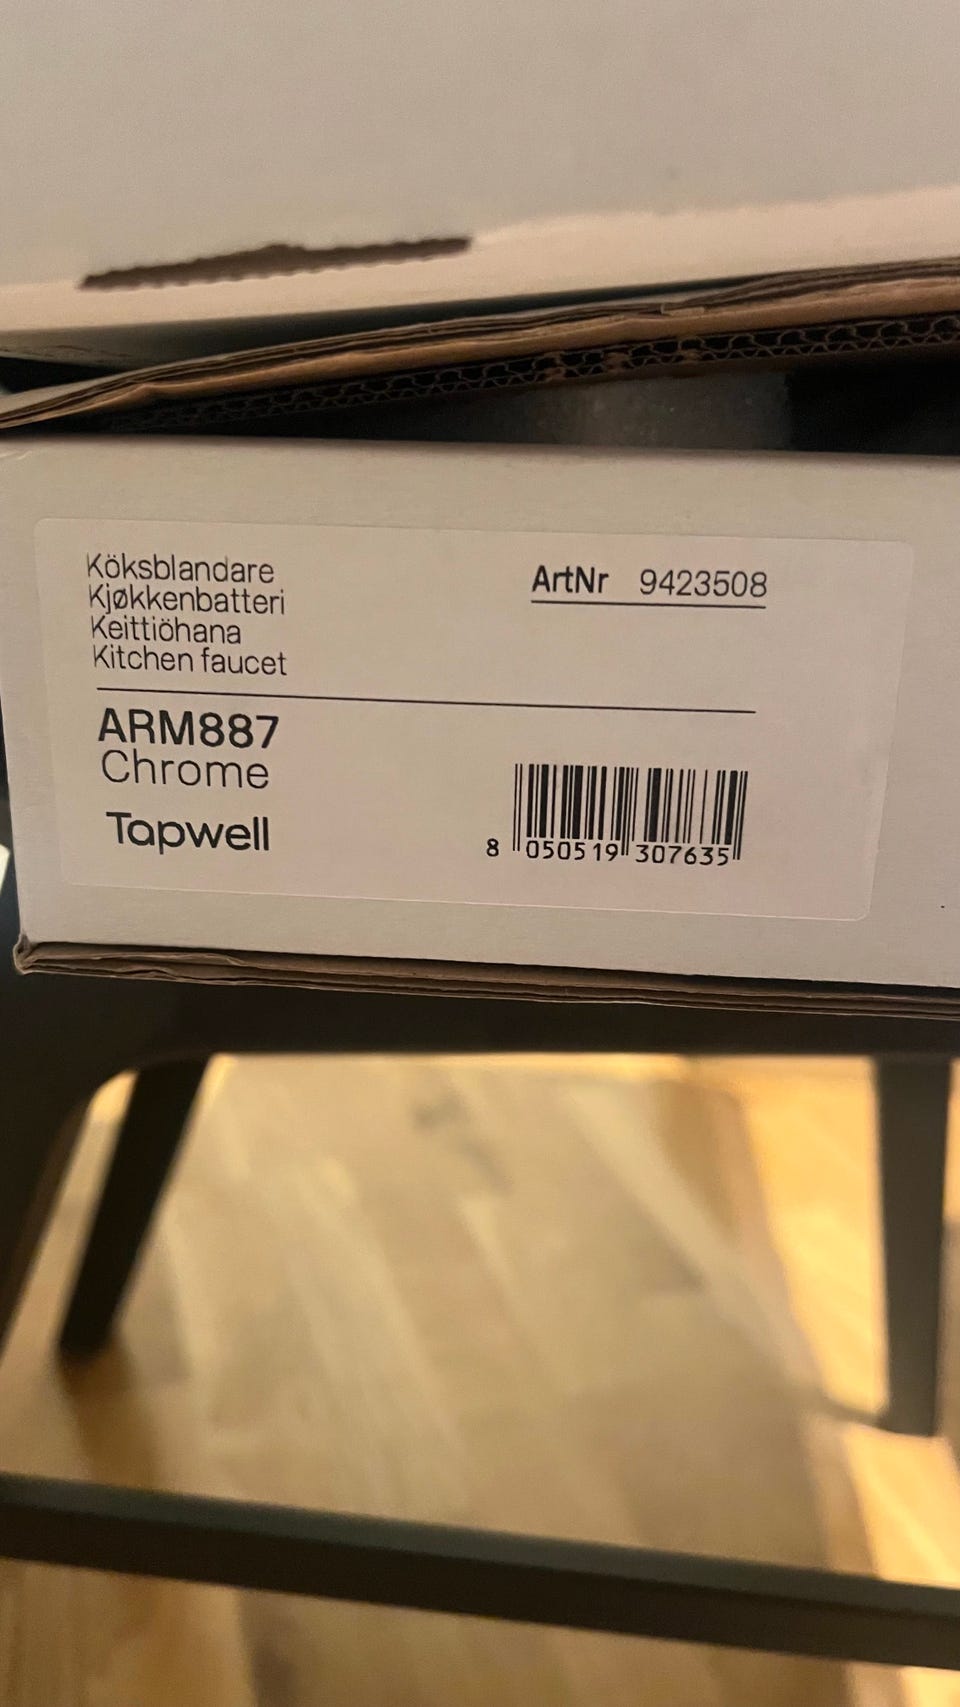 Köksblandare
Kjøkkenbatteri
Keittiöhana
Kitchen faucet
ArtNr 9423508
ARM887
Chrome
Tapwell
8 050519 307635